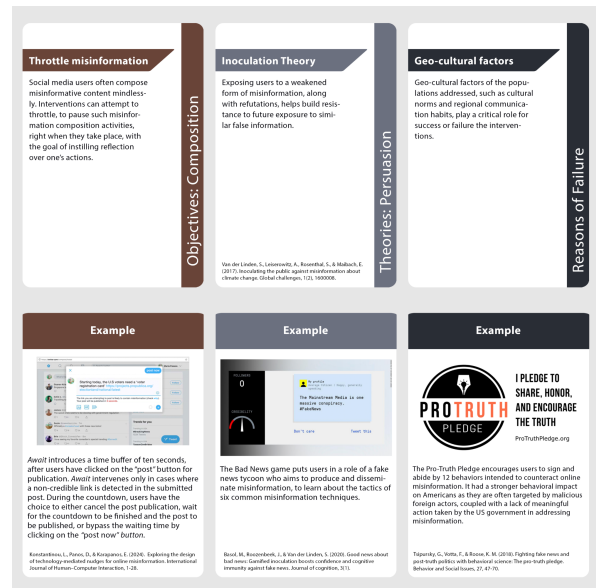 Throttle misinformation
Social media users often compose
misinformative content mindless-
ly. Interventions can attempt to
throttle, to pause such misinfor-
mation composition activities,
right when they take place, with
the goal of instilling reflection
over one's actions.
Objectives: Composition
Inoculation Theory
Exposing users to a weakened
form of misinformation, along
with refutations, helps build resis-
tance to future exposure to simi-
lar false information.
Van der Linden, S., Leiserowitz, A., Rosenthal, S., & Maibach, E.
(2017). Inoculating the public against misinformation about
climate change. Global challenges, 1(2), 1600008.
Theories: Persuasion
Geo-cultural factors
Geo-cultural factors of the popu-
lations addressed, such as cultural
norms and regional communica-
tion habits, play a critical role for
success or failure the interven-
tions.
Reasons of Failure
Example
Await introduces a time buffer of ten seconds,
after users have clicked on the "post" button for
publication. Await intervenes only in cases where
a non-credible link is detected in the submitted
post. During the countdown, users have the
choice to either cancel the post publication, wait
for the countdown to be finished and the post to
be published, or bypass the waiting time by
clicking on the "post now" button.
Konstantinou, L., Panos, D., & Karapanos, E. (2024). Exploring the design
of technology-mediated nudges for online misinformation. International
Journal of Human–Computer Interaction, 1-28.
Example
FOLLOWERS
0
CREDIBILITY
My profile
The Mainstream Media is one
massive conspiracy.
#FakeNews
Don't care
Tweet this
The Bad News game puts users in a role of a fake
news tycoon who aims to produce and dissemi-
nate misinformation, to learn about the tactics of
six common misinformation techniques.
Basol, M., Roozenbeek, J., & Van der Linden, S. (2020). Good news about
bad news: Gamified inoculation boosts confidence and cognitive
immunity against fake news. Journal of cognition, 3(1).
Example
PROTRUTH
PLEDGE
I PLEDGE TO
SHARE, HONOR,
AND ENCOURAGE
THE TRUTH
ProTruthPledge.org
The Pro-Truth Pledge encourages users to sign and
abide by 12 behaviors intended to counteract online
misinformation. It had a stronger behavioral impact
on Americans as they are often targeted by malicious
foreign actors, coupled with a lack of meaningful
action taken by the US government in addressing
misinformation.
Tsipursky, G., Votta, F., & Roose, K. M. (2018). Fighting fake news and
post-truth politics with behavioral science: The pro-truth pledge.
Behavior and Social Issues, 27, 47-70.